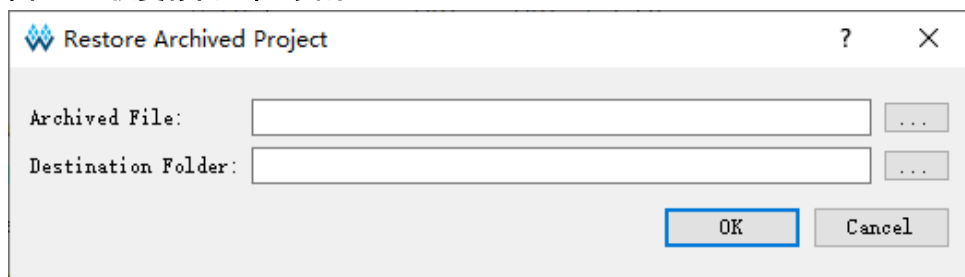 Restore Archived Project ? ×
Archived File: ...
Destination Folder: ...
OK Cancel